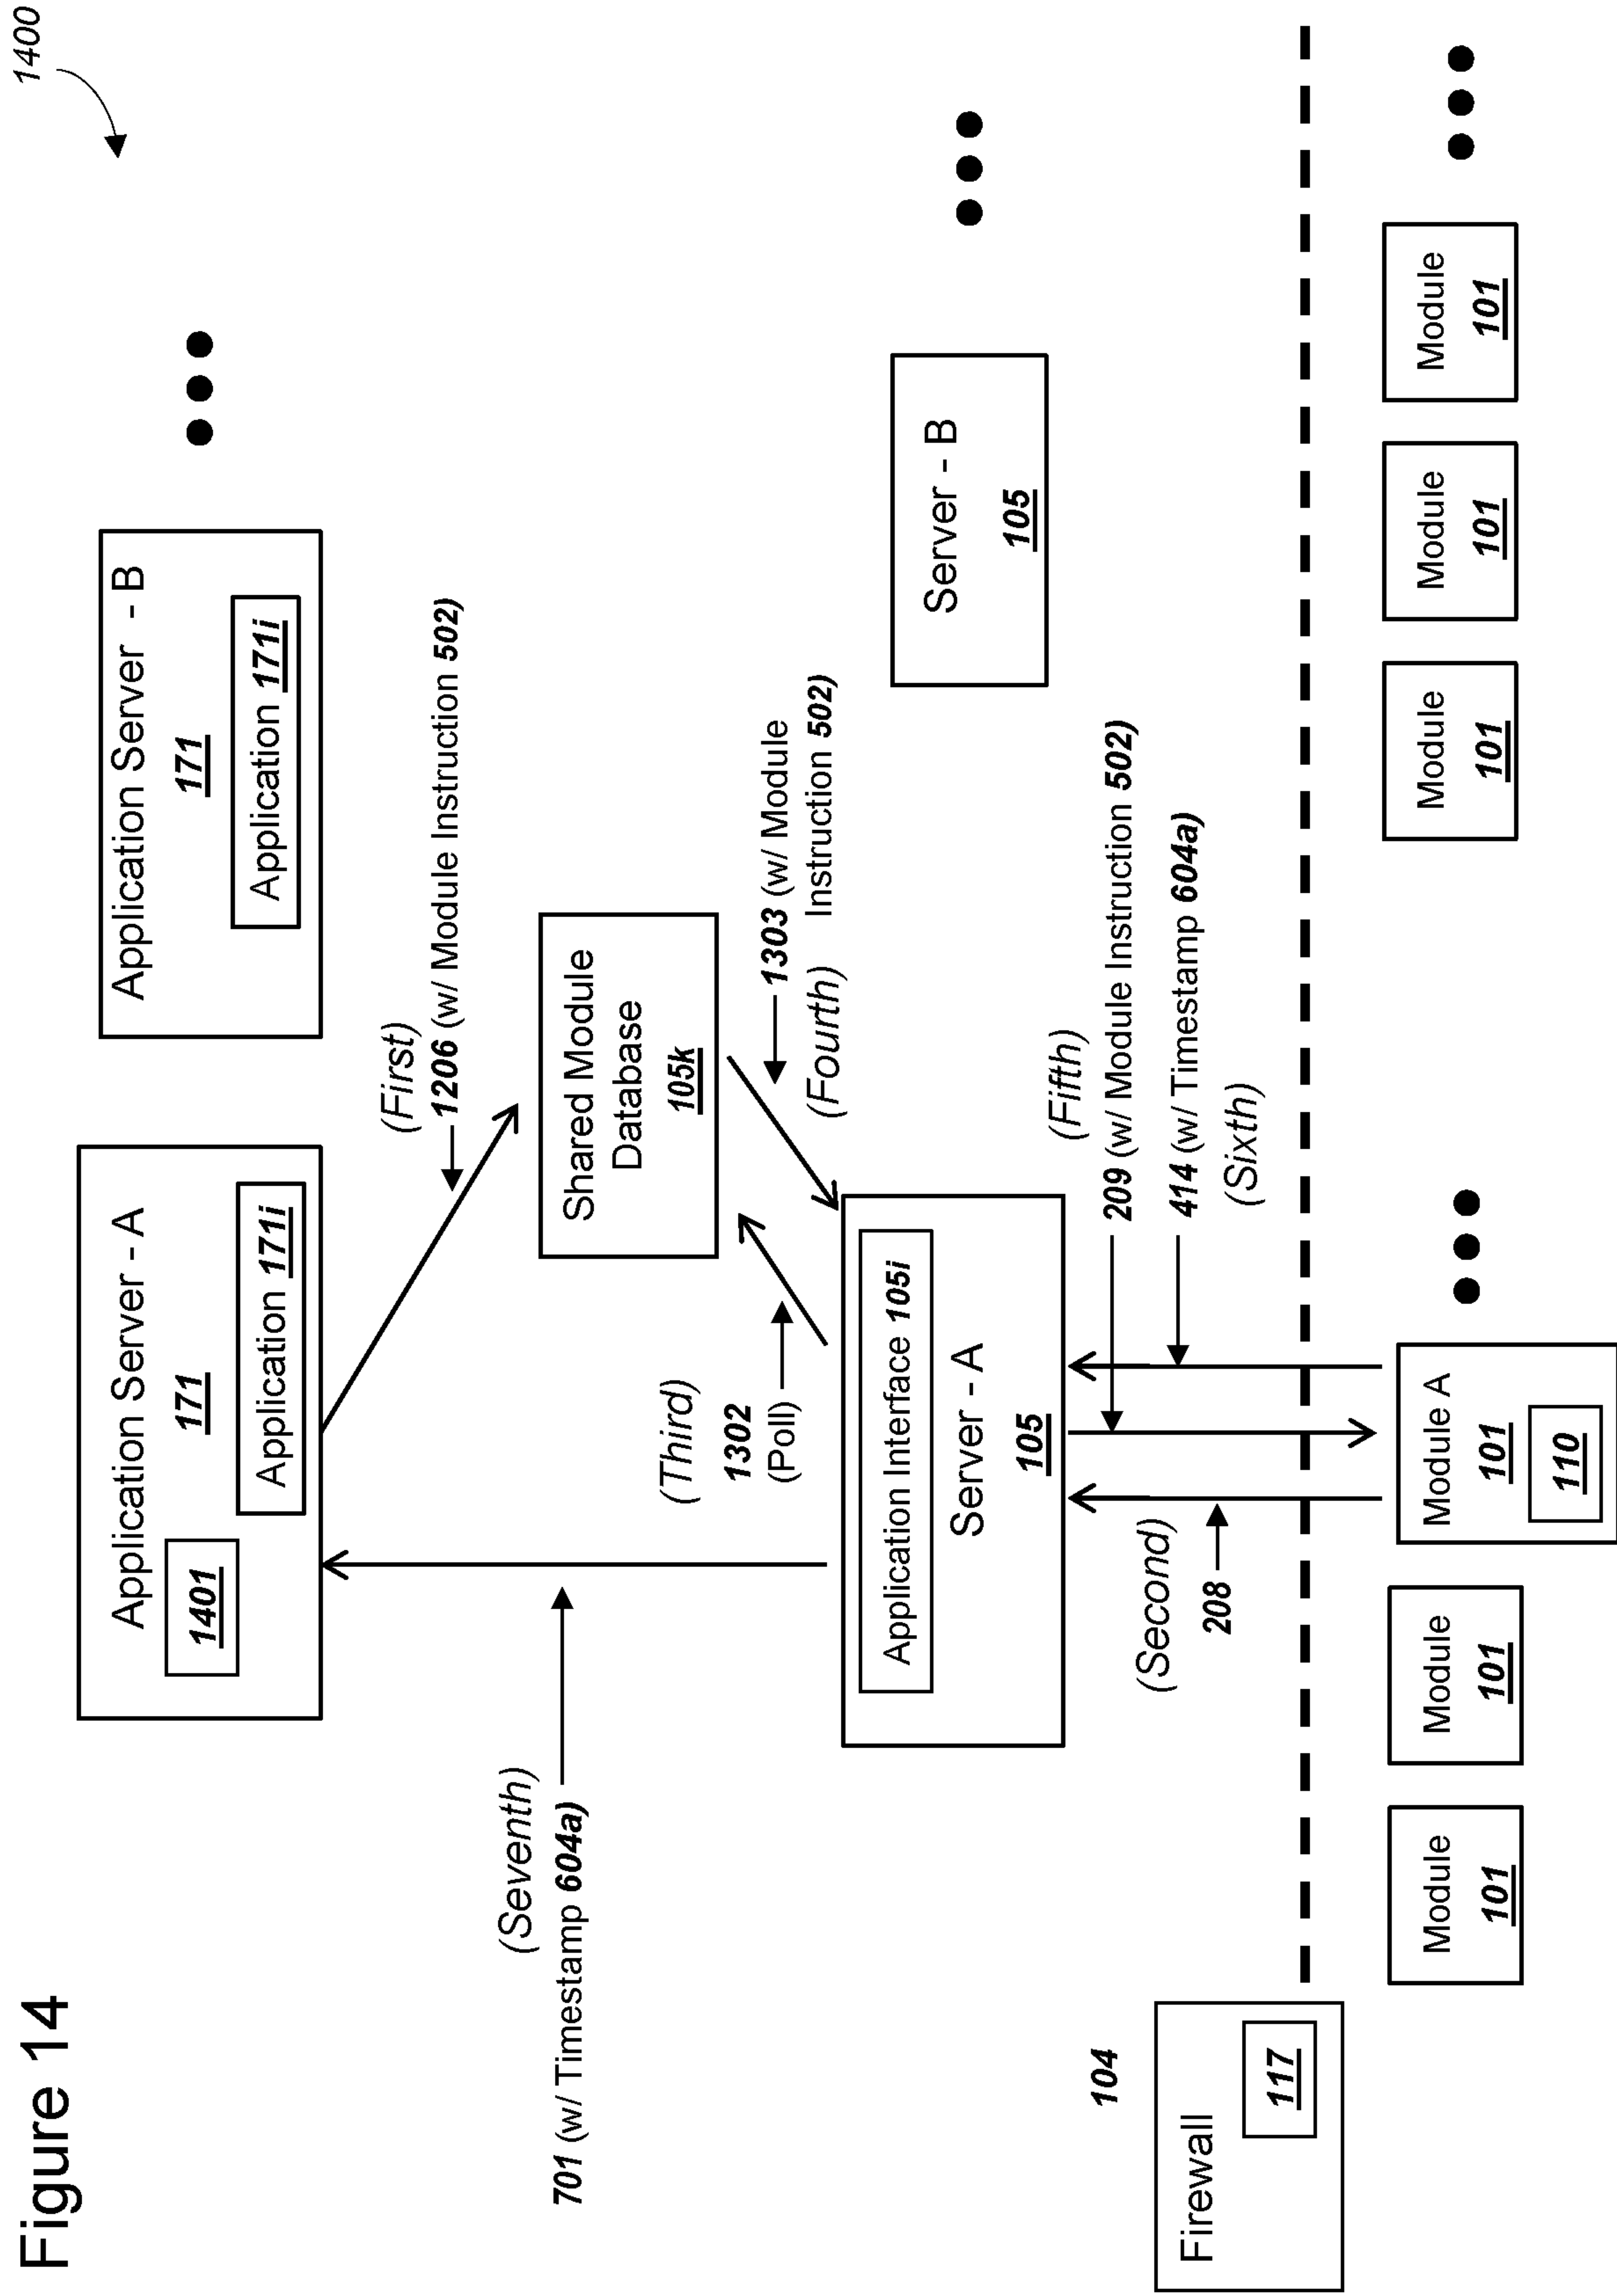 Figure 14
1400
Application Server - A
171
1401
Application 171i
Application Server - B
171
Application 171i
(First)
1206 (w/ Module Instruction 502)
(Seventh)
701 (w/ Timestamp 604a)
Shared Module
Database
105k
(Third)
1302
(Poll)
1303 (w/ Module
Instruction 502)
(Fourth)
Application Interface 105i
Server - A
105
Server - B
105
(Second)
208
(Fifth)
209 (w/ Module Instruction 502)
414 (w/ Timestamp 604a)
(Sixth)
104
Firewall
117
Module
101
Module
101
Module A
101
110
Module
101
Module
101
Module
101